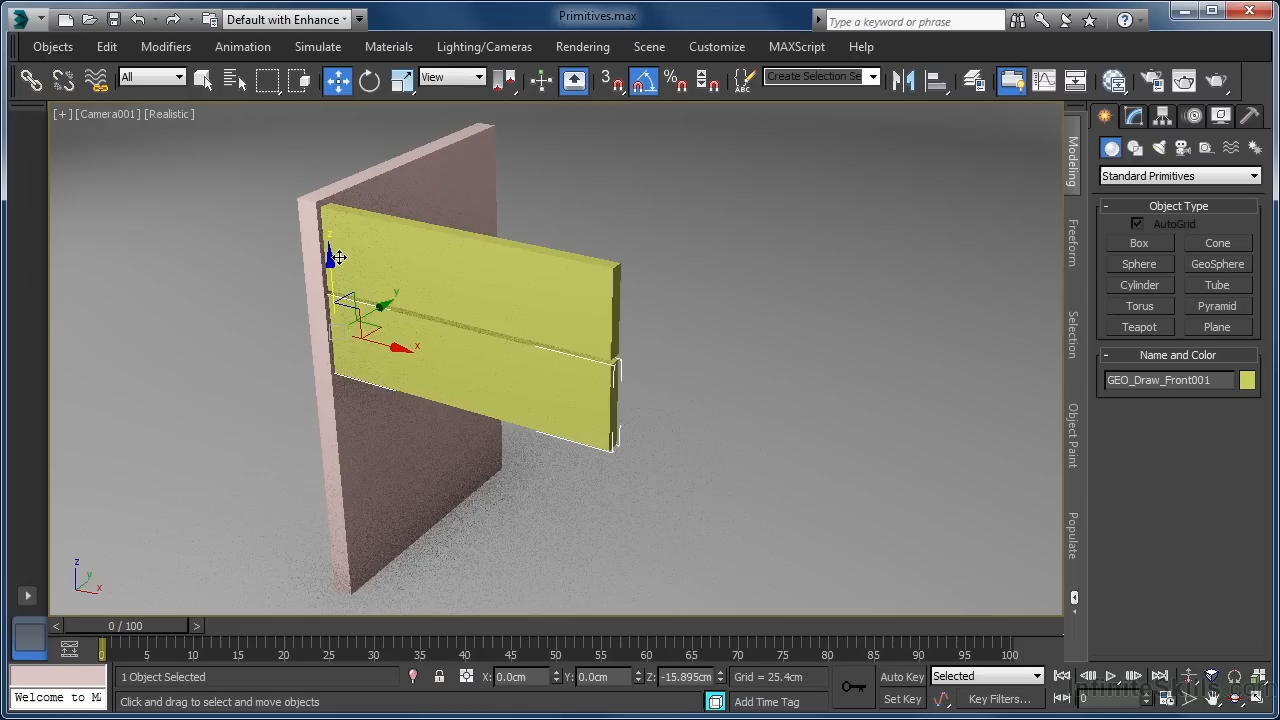 Default with Enhance
Primitives.max
Type a keyword or phrase
Objects Edit Modifiers Animation Simulate Materials Lighting/Cameras Rendering Scene Customize MAXScript Help
All View 3 % ABC Create Selection Se
[+] [Camera001] [Realistic]
Modeling
Freeform
Selection
Object Paint
Populate
Standard Primitives
- Object Type
AutoGrid
Box Cone
Sphere GeoSphere
Cylinder Tube
Torus Pyramid
Teapot Plane
- Name and Color
GEO_Draw_Front001
z
y
x
z
y
x
< 0 / 100 >
0 5 10 15 20 25 30 35 40 45 50 55 60 65 70 75 80 85 90 95 100
1 Object Selected X: 0.0cm Y: 0.0cm Z: -15.895cm Grid = 25.4cm Auto Key Selected
Welcome to M Click and drag to select and move objects Add Time Tag Set Key Key Filters... 0